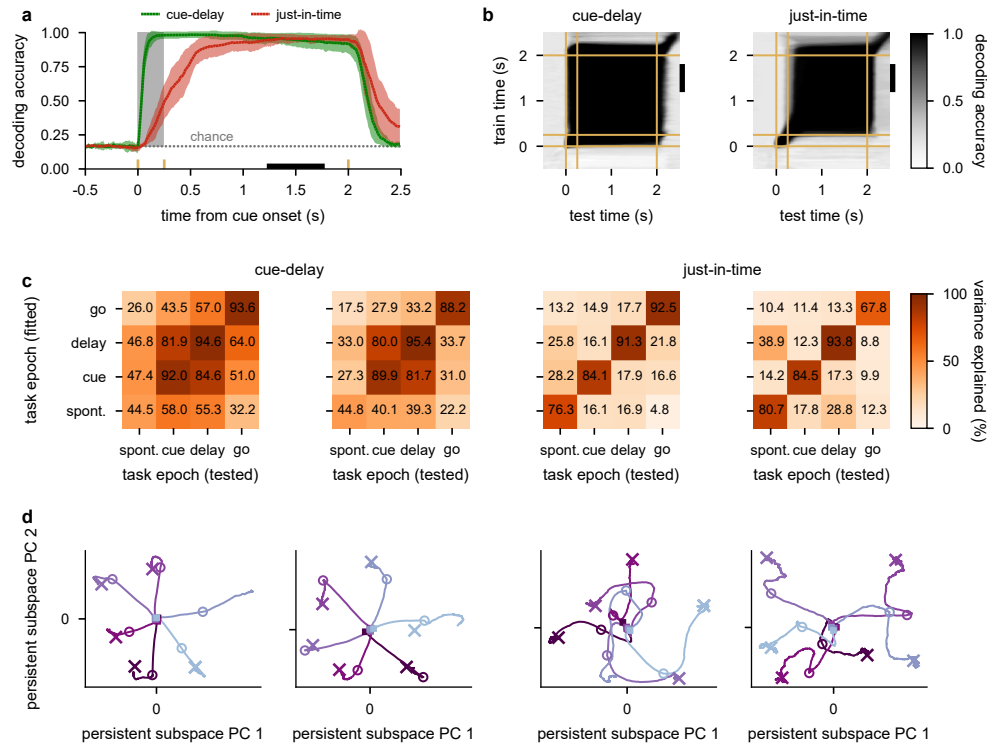 a
cue-delay
just-in-time
decoding accuracy
1.00
0.75
0.50
0.25
0.00
chance
-0.5 0.0 0.5 1.0 1.5 2.0 2.5
time from cue onset (s)
b
cue-delay
just-in-time
train time (s)
2
1
0
0 2
test time (s)
2
1
0
0 2
test time (s)
1.0
0.5
0.0
decoding accuracy
c
cue-delay
just-in-time
task epoch (fitted)
go 26.0 43.5 57.0 93.6
delay 46.8 81.9 94.6 64.0
cue 47.4 92.0 84.6 51.0
spont. 44.5 58.0 55.3 32.2
spont. cue delay go
task epoch (tested)
17.5 27.9 33.2 88.2
33.0 80.0 95.4 33.7
27.3 89.9 81.7 31.0
44.8 40.1 39.3 22.2
spont. cue delay go
task epoch (tested)
13.2 14.9 17.7 92.5
25.8 16.1 91.3 21.8
28.2 84.1 17.9 16.6
76.3 16.1 16.9 4.8
spont. cue delay go
task epoch (tested)
10.4 11.4 13.3 67.8
38.9 12.3 93.8 8.8
14.2 84.5 17.3 9.9
80.7 17.8 28.8 12.3
spont. cue delay go
task epoch (tested)
100
50
0
variance explained (%)
d
persistent subspace PC 2
0
0
persistent subspace PC 1
0
persistent subspace PC 1
0
persistent subspace PC 1
0
persistent subspace PC 1